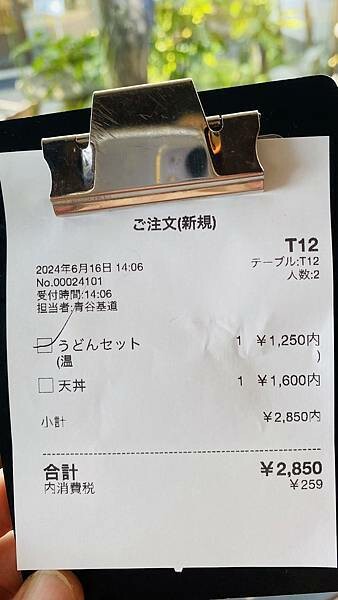 ご注文(新規)
T12
2024年6月16日 14:06
テーブル:T12
No.00024101
人数:2
受付時間:14:06
担当者:青谷基道
うどんセット 1 ¥1,250内
(温 )
天丼 1 ¥1,600内
小計 ¥2,850内
合計 ¥2,850
内消費税 ¥259